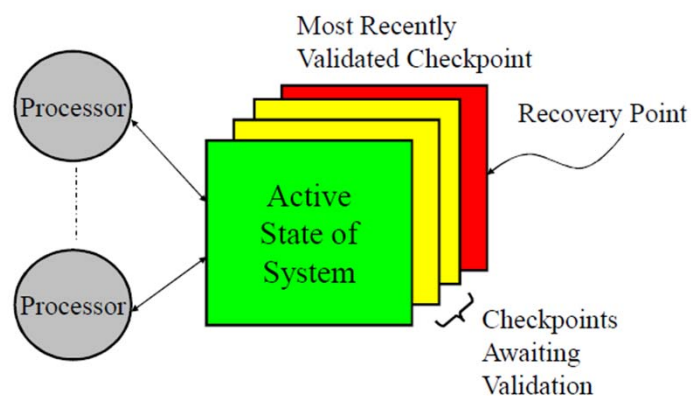 Most Recently
Validated Checkpoint
Processor
Recovery Point
Active
State of
System
Processor
Checkpoints
Awaiting
Validation